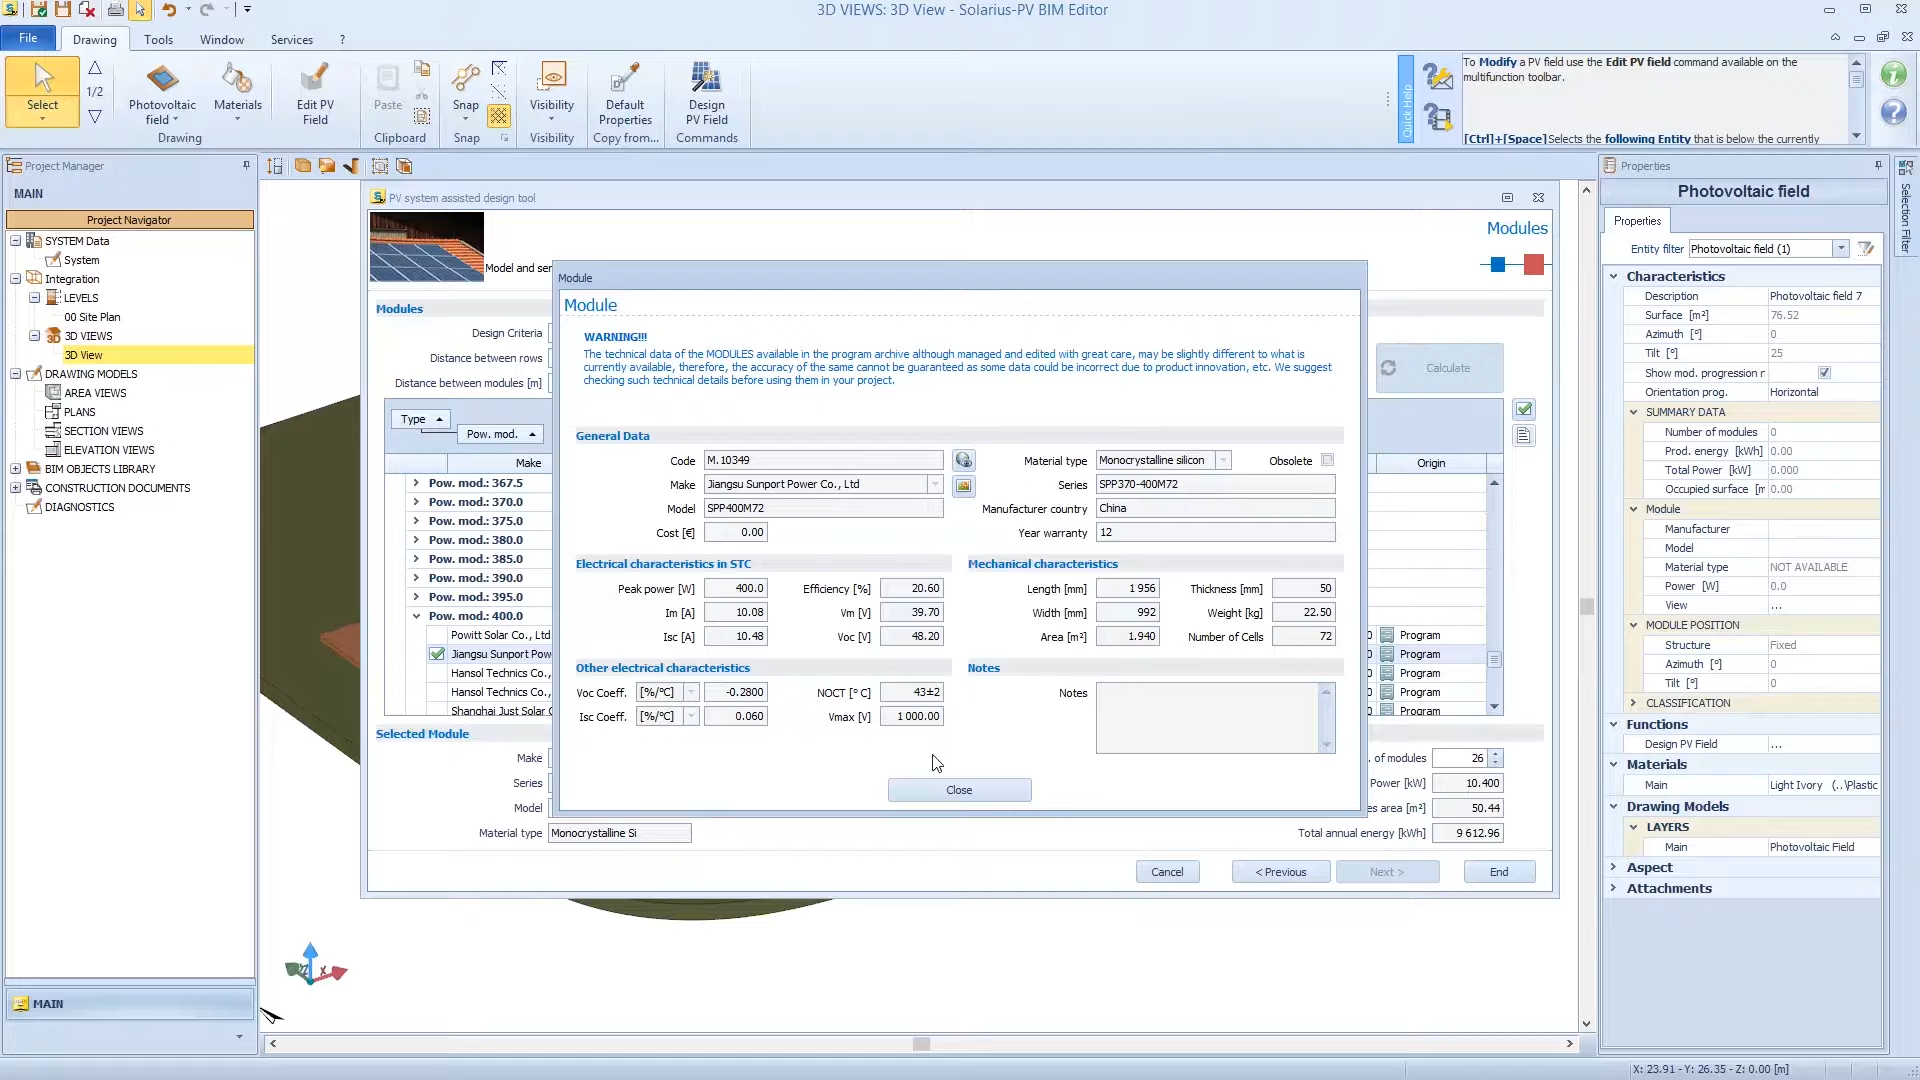 3D VIEWS: 3D View - Solarius-PV BIM Editor
File
Drawing
Tools
Window
Services
?
Select
1/2
Photovoltaic
field
Materials
Drawing
Edit PV
Field
Paste
Clipboard
Snap
Snap
Visibility
Visibility
Default
Properties
Copy from...
Design
PV Field
Commands
Quick Help
To Modify a PV field use the Edit PV field command available on the
multifunction toolbar.
[Ctrl]+[Space]Selects the following Entity that is below the currently
Project Manager
MAIN
Project Navigator
SYSTEM Data
System
Integration
LEVELS
00 Site Plan
3D VIEWS
3D View
DRAWING MODELS
AREA VIEWS
PLANS
SECTION VIEWS
ELEVATION VIEWS
BIM OBJECTS LIBRARY
CONSTRUCTION DOCUMENTS
DIAGNOSTICS
MAIN
PV system assisted design tool
Modules
Model and ser
Modules
Design Criteria
Distance between rows
Distance between modules [m]
Calculate
Type
Pow. mod.
Make
Origin
Pow. mod.: 367.5
Pow. mod.: 370.0
Pow. mod.: 375.0
Pow. mod.: 380.0
Pow. mod.: 385.0
Pow. mod.: 390.0
Pow. mod.: 395.0
Pow. mod.: 400.0
Powitt Solar Co., Ltd
Program
Jiangsu Sunport Pow
Program
Hansol Technics Co.,
Program
Hansol Technics Co.,
Program
Shanghai Just Solar C
Program
Selected Module
Make
Series
Model
Material type
Monocrystalline Si
. of modules
26
Power [kW]
10.400
es area [m²]
50.44
Total annual energy [kWh]
9 612.96
Cancel
< Previous
Next >
End
Module
Module
WARNING!!!
The technical data of the MODULES available in the program archive although managed and edited with great care, may be slightly different to what is
currently available, therefore, the accuracy of the same cannot be guaranteed as some data could be incorrect due to product innovation, etc. We suggest
checking such technical details before using them in your project.
General Data
Code
M.10349
Material type
Monocrystalline silicon
Obsolete
Make
Jiangsu Sunport Power Co., Ltd
Series
SPP370-400M72
Model
SPP400M72
Manufacturer country
China
Cost [€]
0.00
Year warranty
12
Electrical characteristics in STC
Mechanical characteristics
Peak power [W]
400.0
Efficiency [%]
20.60
Length [mm]
1 956
Thickness [mm]
50
Im [A]
10.08
Vm [V]
39.70
Width [mm]
992
Weight [kg]
22.50
Isc [A]
10.48
Voc [V]
48.20
Area [m²]
1.940
Number of Cells
72
Other electrical characteristics
Notes
Voc Coeff.
[%/°C]
-0.2800
NOCT [° C]
43±2
Notes
Isc Coeff.
[%/°C]
0.060
Vmax [V]
1 000.00
Close
Properties
Photovoltaic field
Properties
Entity filter
Photovoltaic field (1)
Characteristics
Description
Photovoltaic field 7
Surface [m²]
76.52
Azimuth [°]
0
Tilt [°]
25
Show mod. progression r
Orientation prog.
Horizontal
SUMMARY DATA
Number of modules
0
Prod. energy [kWh]
0.00
Total Power [kW]
0.000
Occupied surface [m
0.00
Module
Manufacturer
Model
Material type
NOT AVAILABLE
Power [W]
0.0
View
...
MODULE POSITION
Structure
Fixed
Azimuth [°]
0
Tilt [°]
0
CLASSIFICATION
Functions
Design PV Field
...
Materials
Main
Light Ivory (..\Plastic
Drawing Models
LAYERS
Main
Photovoltaic Field
Aspect
Attachments
Selection Filter
X: 23.91 - Y: 26.35 - Z: 0.00 [m]